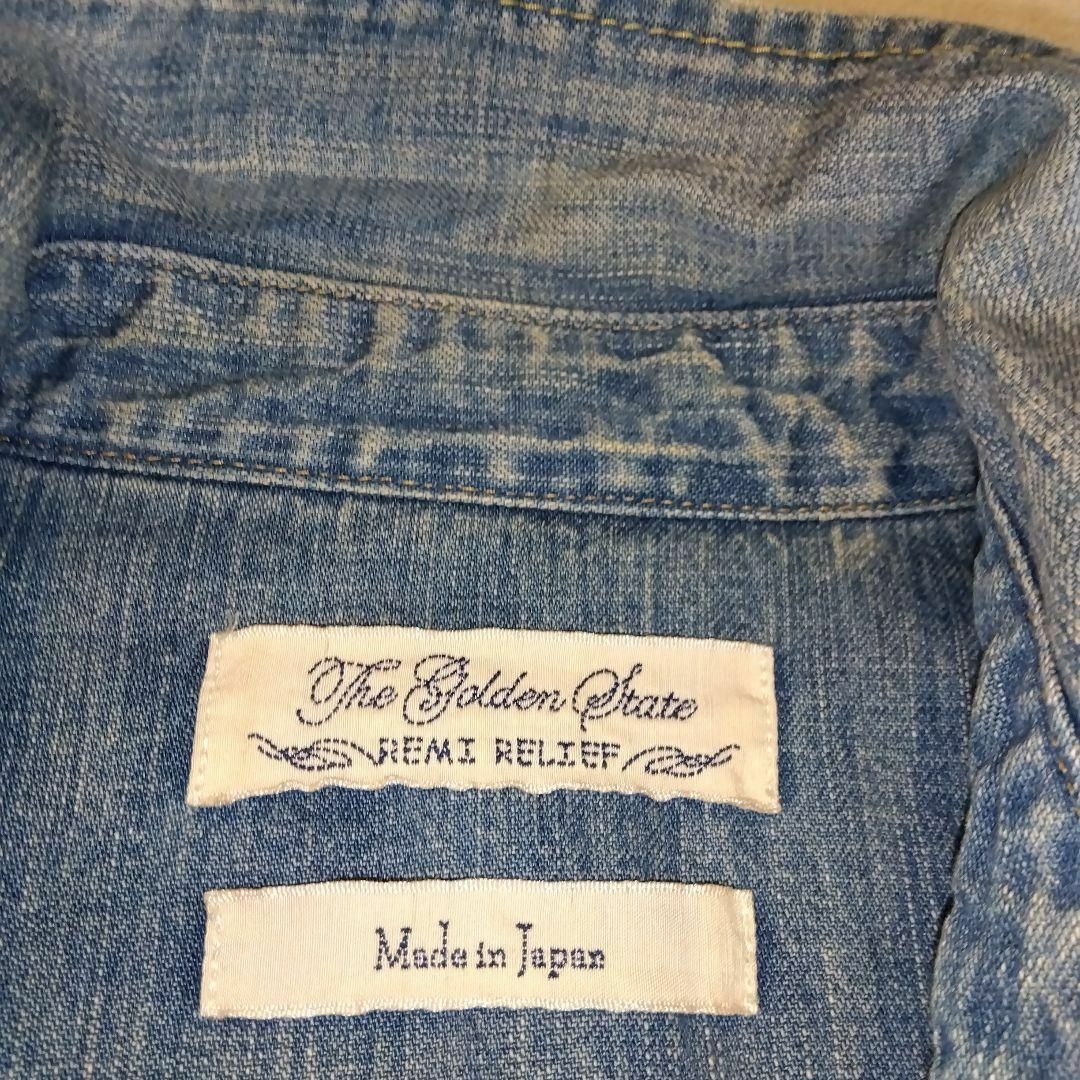 The Golden State
REMI RELIEF
Made in Japan